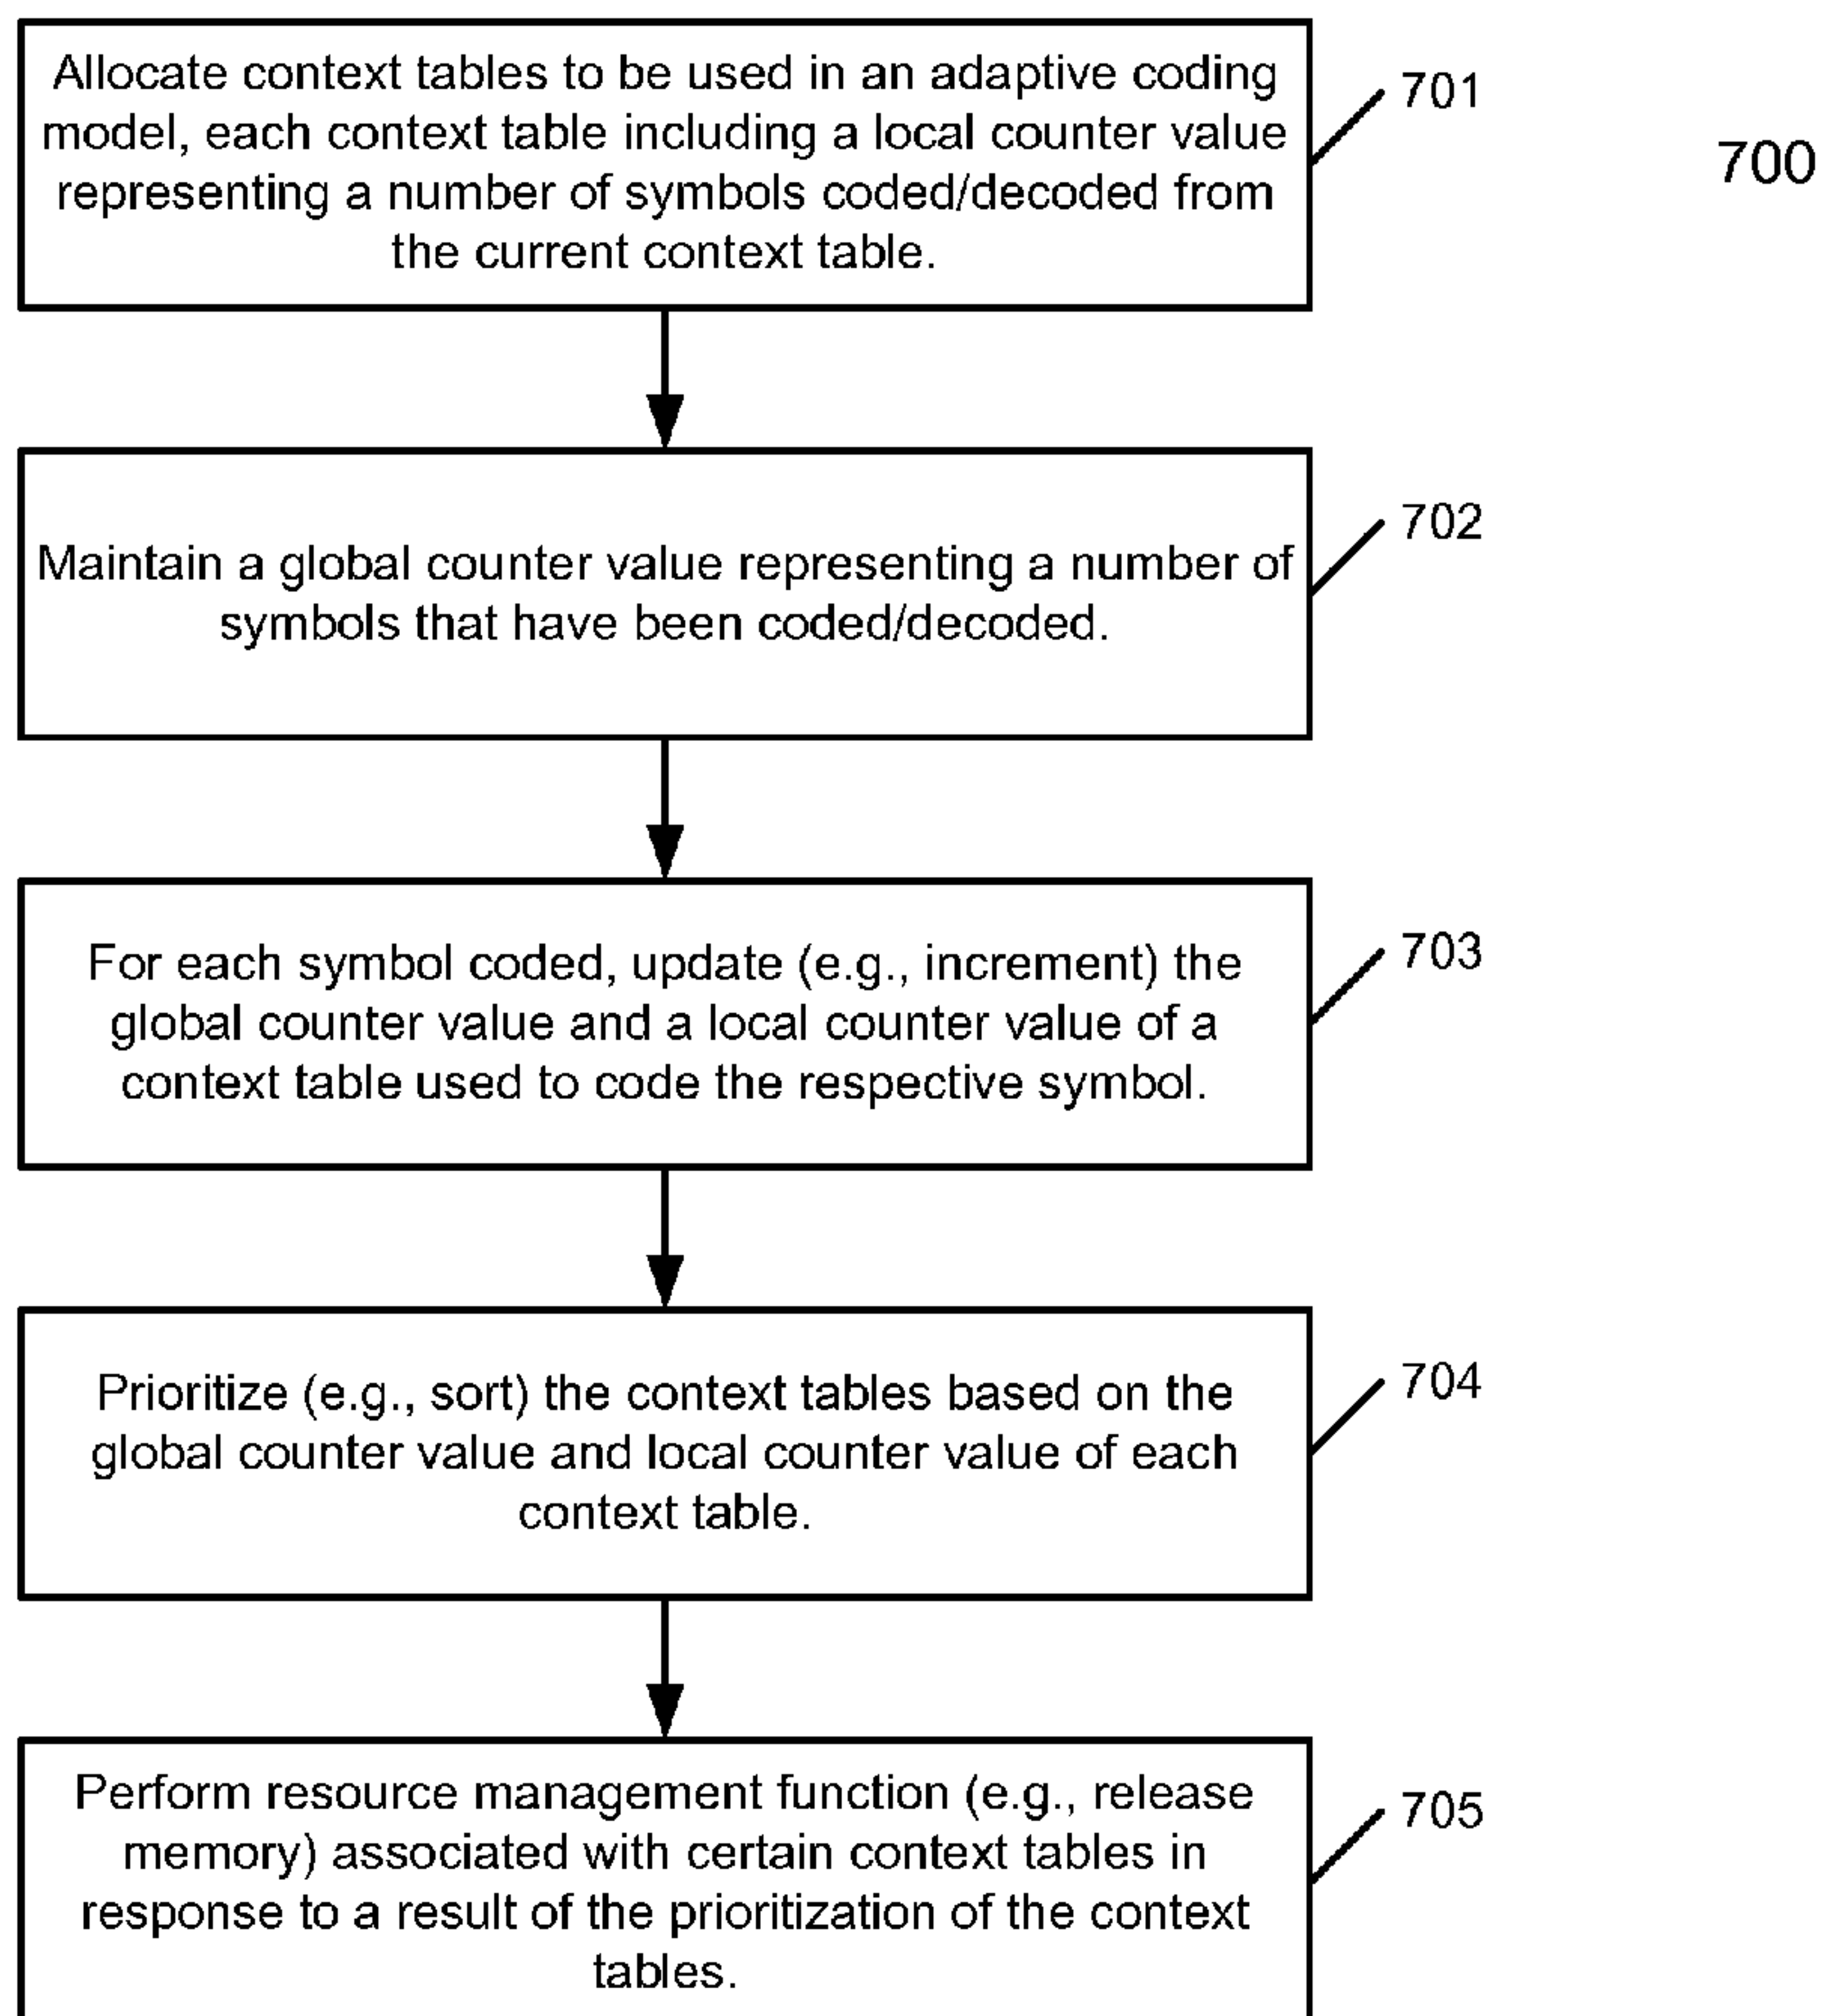 Allocate context tables to be used in an adaptive coding
model, each context table including a local counter value
representing a number of symbols coded/decoded from
the current context table.
701
700
Maintain a global counter value representing a number of
symbols that have been coded/decoded.
702
For each symbol coded, update (e.g., increment) the
global counter value and a local counter value of a
context table used to code the respective symbol.
703
Prioritize (e.g., sort) the context tables based on the
global counter value and local counter value of each
context table.
704
Perform resource management function (e.g., release
memory) associated with certain context tables in
response to a result of the prioritization of the context
tables.
705